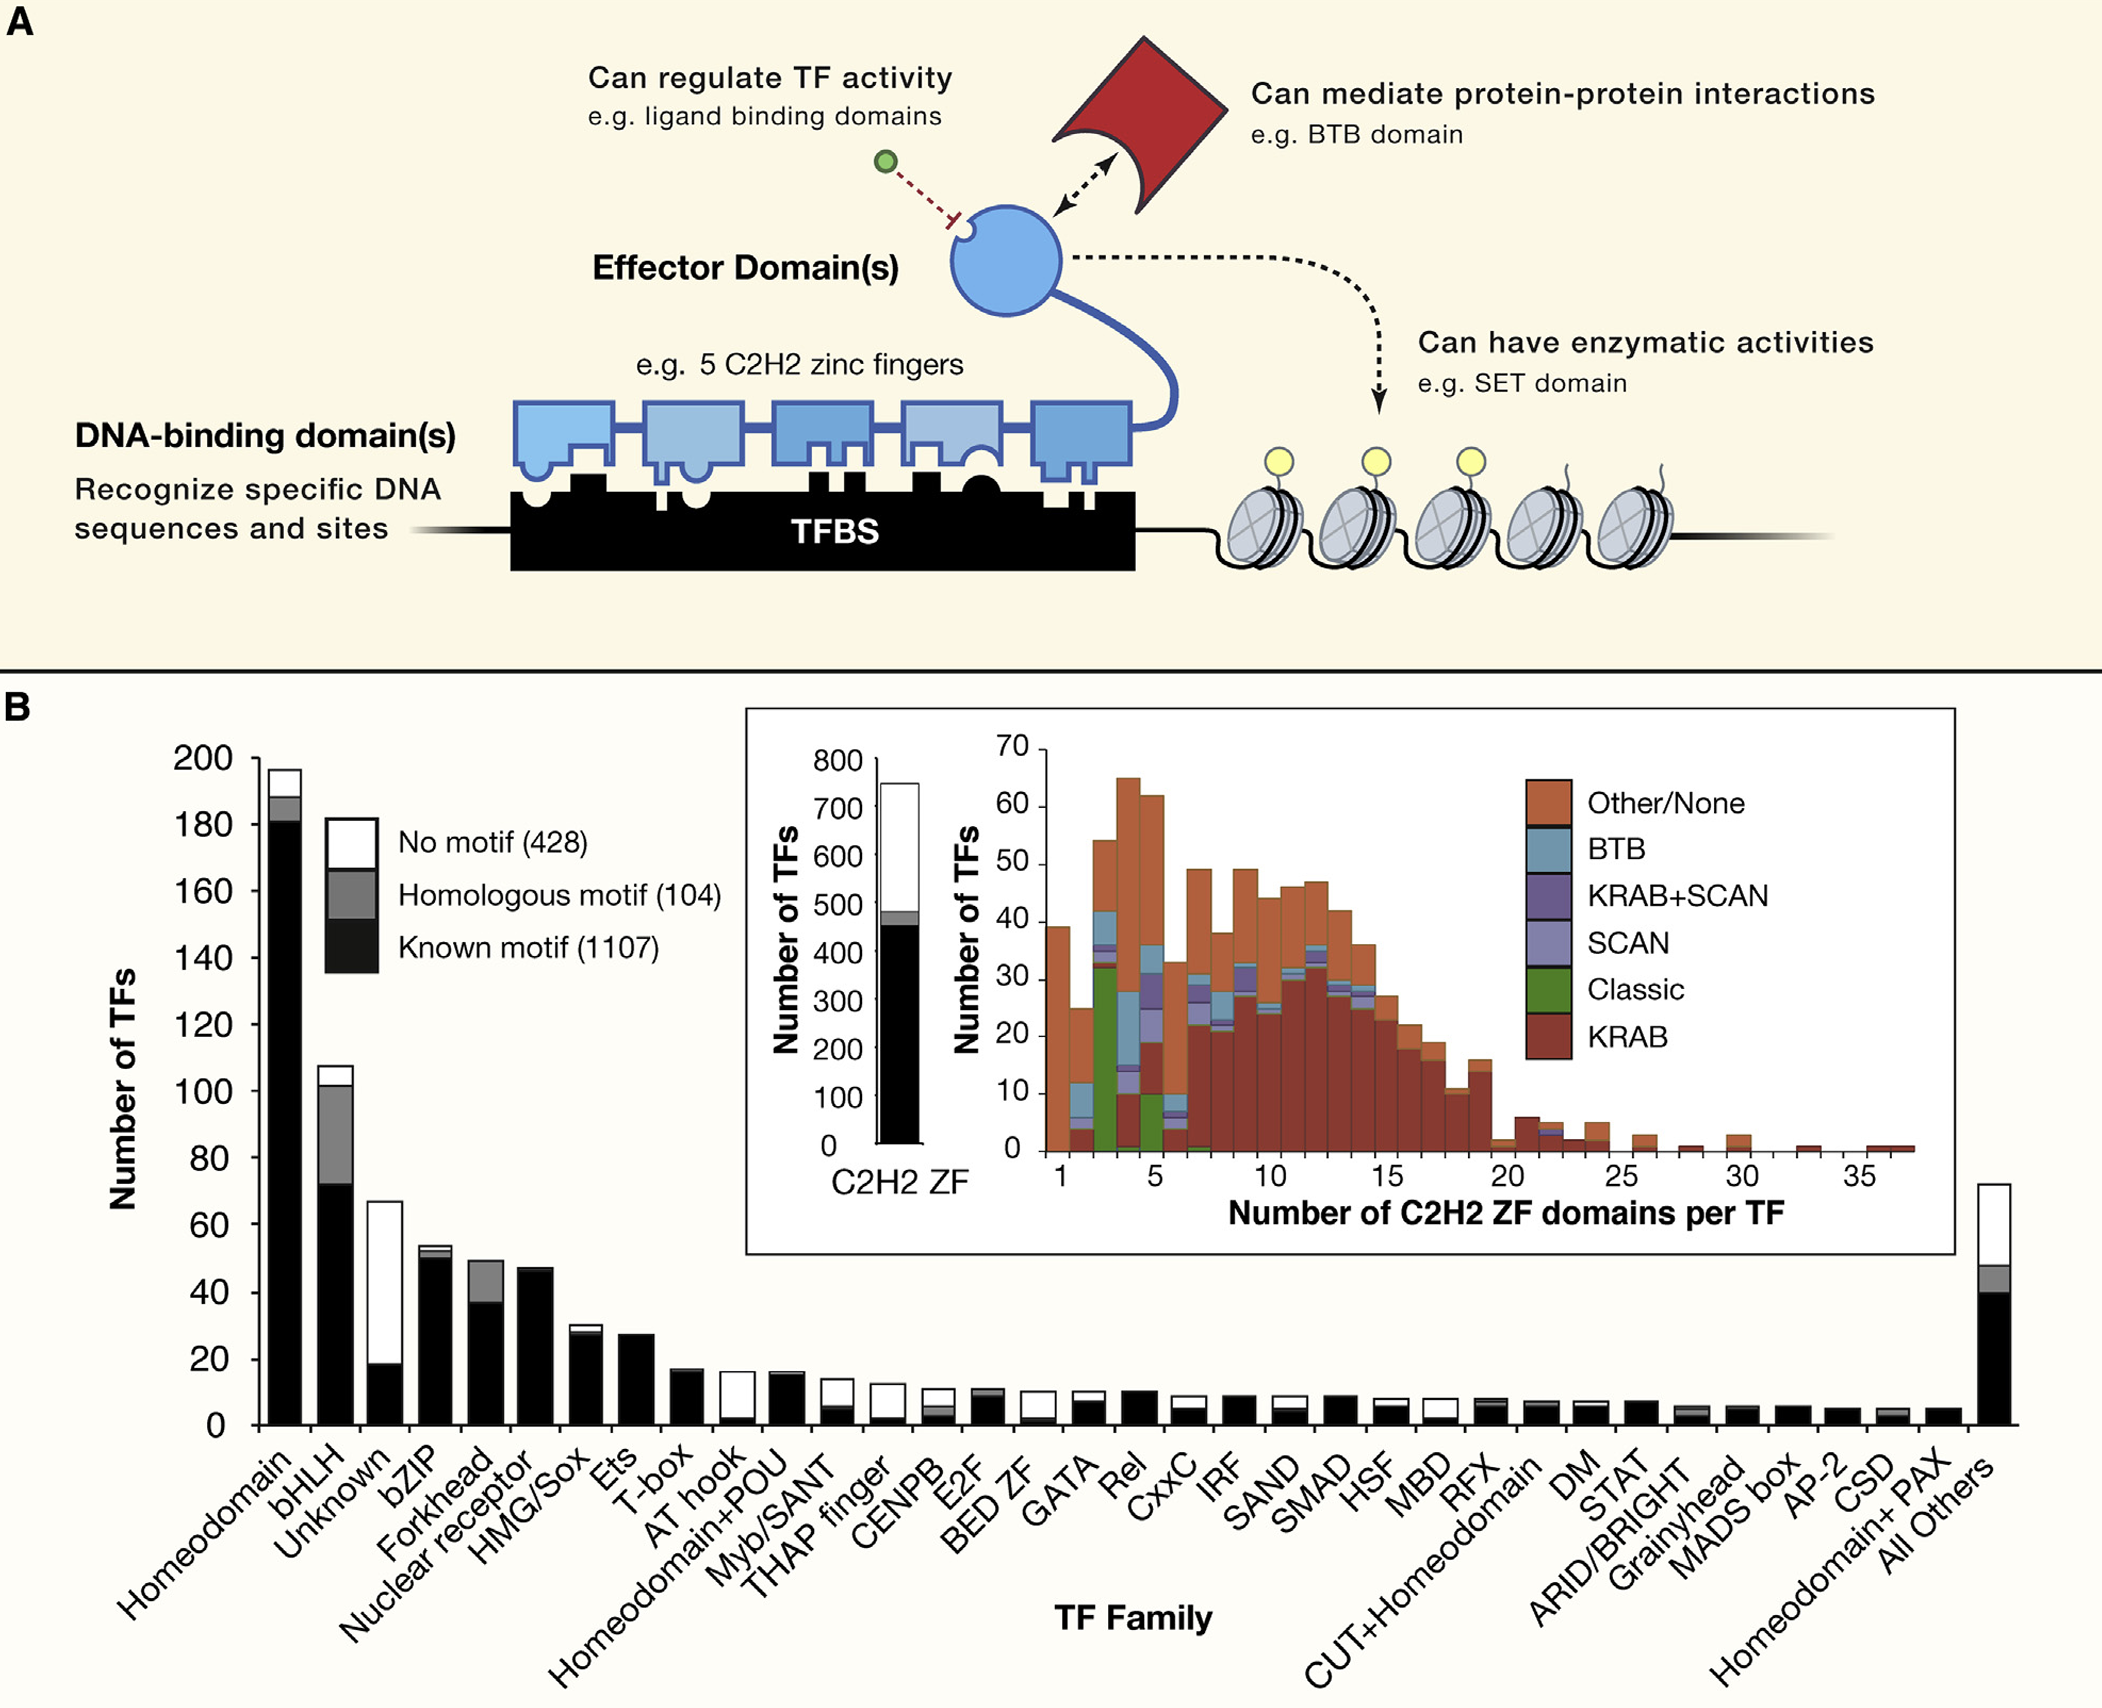 A
Can regulate TF activity
e.g. ligand binding domains
Can mediate protein-protein interactions
e.g. BTB domain
Effector Domain(s)
Can have enzymatic activities
e.g. SET domain
e.g. 5 C2H2 zinc fingers
DNA-binding domain(s)
Recognize specific DNA
sequences and sites
TFBS
B
Number of TFs
200
180
160
140
120
100
80
60
40
20
0
No motif (428)
Homologous motif (104)
Known motif (1107)
Number of TFs
800
700
600
500
400
300
200
100
0
C2H2 ZF
Number of TFs
70
60
50
40
30
20
10
0
1 5 10 15 20 25 30 35
Number of C2H2 ZF domains per TF
Other/None
BTB
KRAB+SCAN
SCAN
Classic
KRAB
Homeodomain
bHLH
Unknown
bZIP
Forkhead
Nuclear receptor
HMG/Sox
Ets
T-box
AT hook
Homeodomain+POU
Myb/SANT
THAP finger
CENPB
E2F
BED ZF
GATA
Rel
CxxC
IRF
SAND
SMAD
HSF
MBD
RFX
CUT+Homeodomain
DM
STAT
ARID/BRIGHT
Grainyhead
MADS box
AP-2
CSD
Homeodomain+ PAX
All Others
TF Family